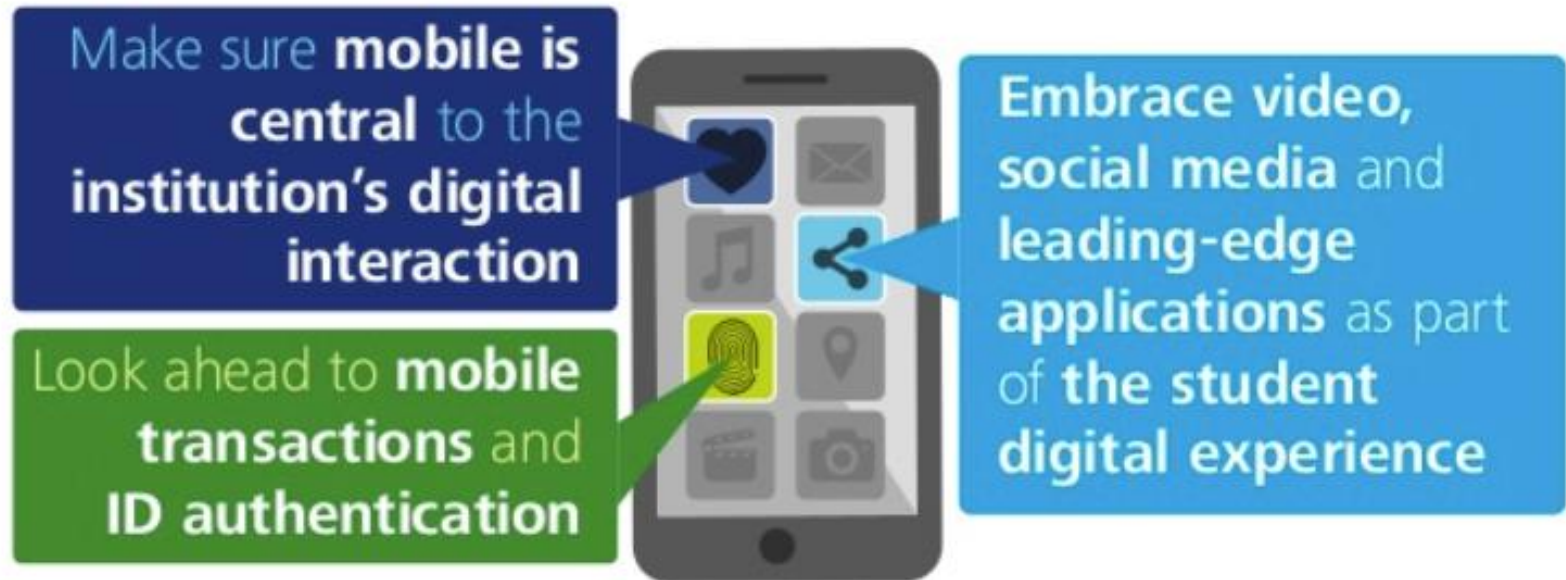 Make sure mobile is
central to the
institution's digital
interaction
Look ahead to mobile
transactions and
ID authentication
Embrace video,
social media and
leading-edge
applications as part
of the student
digital experience